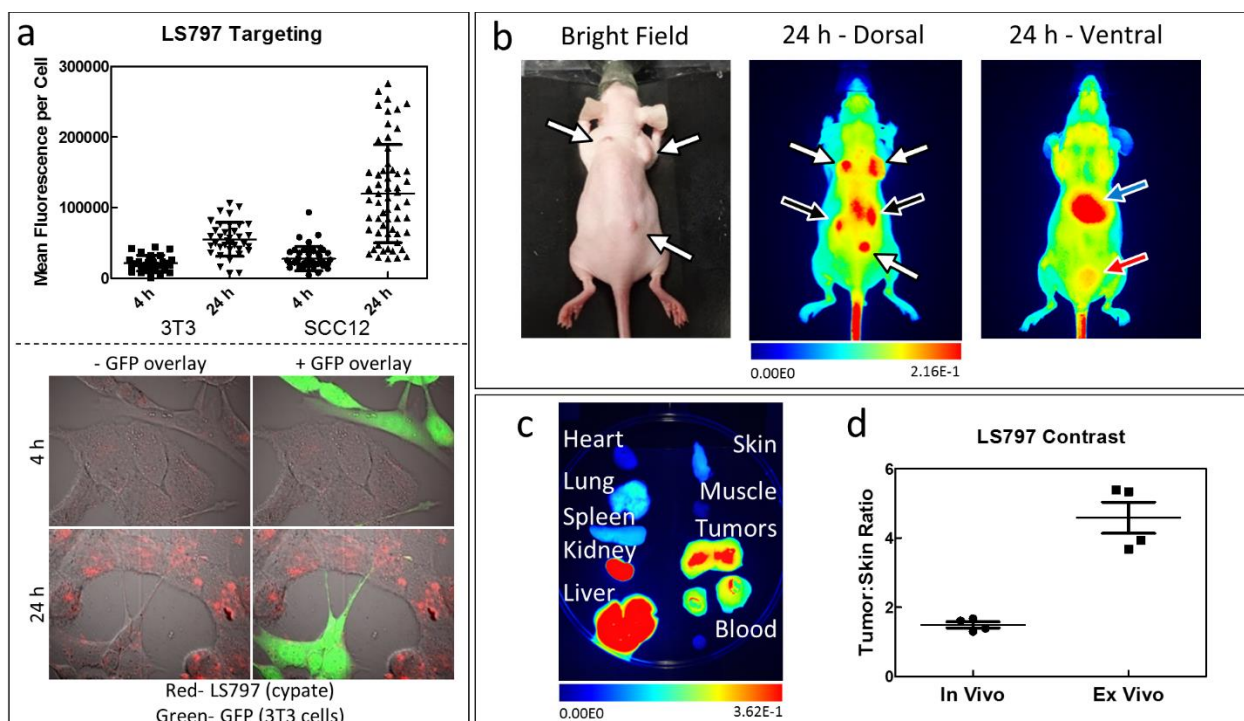 a
LS797 Targeting
Mean Fluorescence per Cell
300000
200000
100000
0
4 h
24 h
4 h
24 h
3T3
SCC12
- GFP overlay
+ GFP overlay
4 h
24 h
Red- LS797 (cypate)
Green- GFP (3T3 cells)
b
Bright Field
24 h - Dorsal
24 h - Ventral
0.00E0
2.16E-1
c
Heart
Skin
Lung
Muscle
Spleen
Tumors
Kidney
Liver
Blood
0.00E0
3.62E-1
d
LS797 Contrast
Tumor:Skin Ratio
6
4
2
0
In Vivo
Ex Vivo